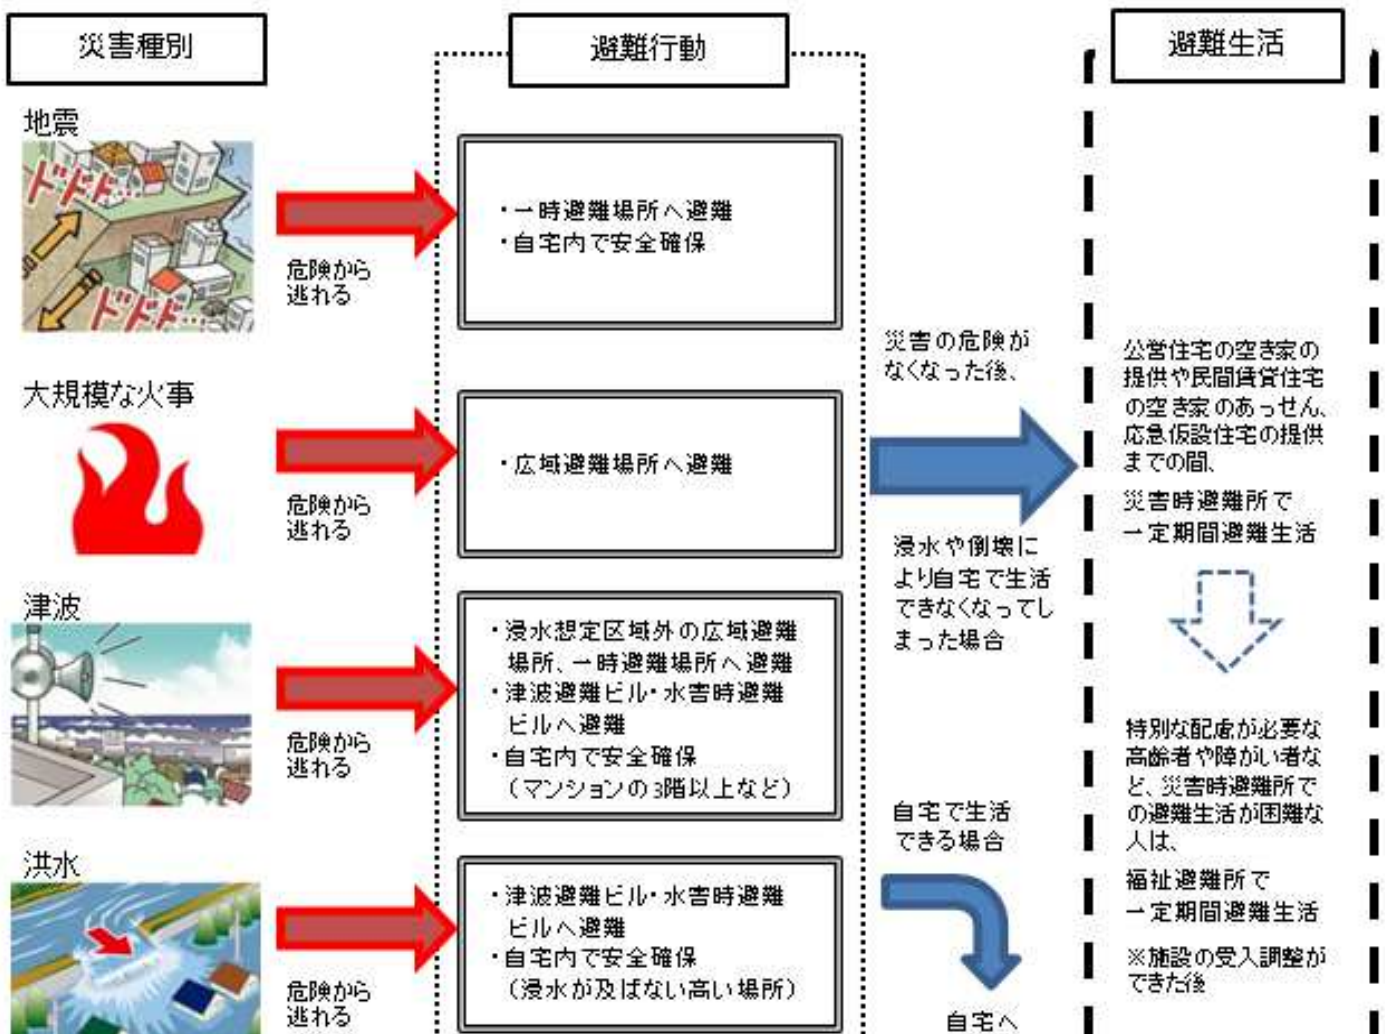 災害種別
避難行動
避難生活
地震
ドドド…
ドドド…
危険から
逃れる
・一時避難場所へ避難
・自宅内で安全確保
大規模な火事
危険から
逃れる
・広域避難場所へ避難
津波
危険から
逃れる
・浸水想定区域外の広域避難
場所、一時避難場所へ避難
・津波避難ビル・水害時避難
ビルへ避難
・自宅内で安全確保
(マンションの3階以上など)
洪水
危険から
逃れる
・津波避難ビル・水害時避難
ビルへ避難
・自宅内で安全確保
(浸水が及ばない高い場所)
災害の危険が
なくなった後、
浸水や倒壊に
より自宅で生活
できなくなってし
まった場合
自宅で生活
できる場合
自宅へ
公営住宅の空き家の
提供や民間賃貸住宅
の空き家のあっせん、
応急仮設住宅の提供
までの間、
災害時避難所で
一定期間避難生活
特別な配慮が必要な
高齢者や障がい者な
ど、災害時避難所で
の避難生活が困難な
人は、
福祉避難所で
一定期間避難生活
※施設の受入調整が
できた後